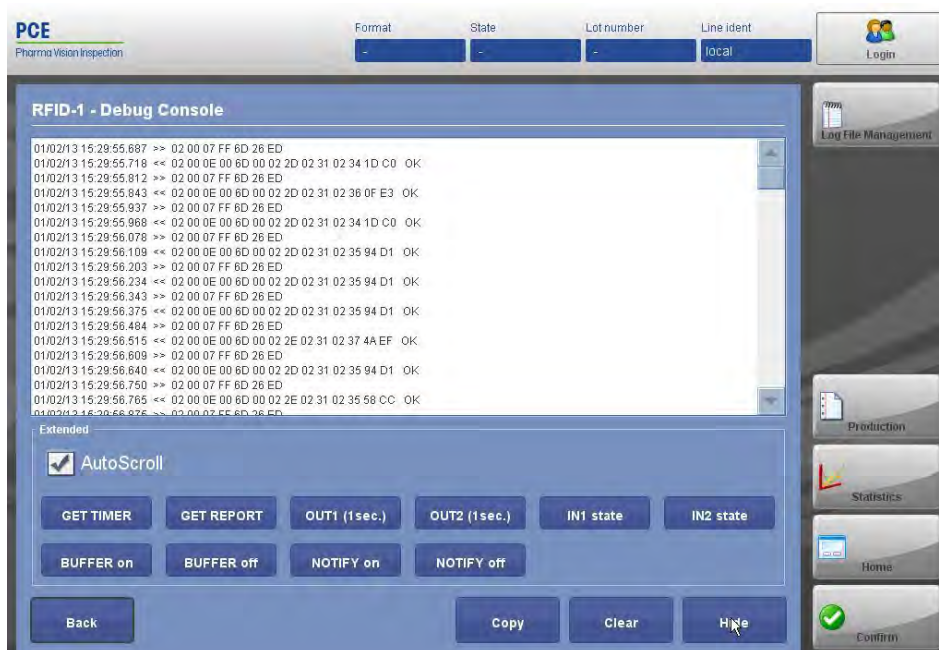 PCE
Pharma Vision Inspection
Format
State
Lot number
Line ident
-
-
-
local
Login
RFID-1 - Debug Console
Log File Management
01/02/13 15:29:55.687 >> 02 00 07 FF 6D 26 ED
01/02/13 15:29:55.718 << 02 00 0E 00 6D 00 02 2D 02 31 02 34 1D C0 OK
01/02/13 15:29:55.812 >> 02 00 07 FF 6D 26 ED
01/02/13 15:29:55.843 << 02 00 0E 00 6D 00 02 2D 02 31 02 36 0F E3 OK
01/02/13 15:29:55.937 >> 02 00 07 FF 6D 26 ED
01/02/13 15:29:55.968 << 02 00 0E 00 6D 00 02 2D 02 31 02 34 1D C0 OK
01/02/13 15:29:56.078 >> 02 00 07 FF 6D 26 ED
01/02/13 15:29:56.109 << 02 00 0E 00 6D 00 02 2D 02 31 02 35 94 D1 OK
01/02/13 15:29:56.203 >> 02 00 07 FF 6D 26 ED
01/02/13 15:29:56.234 << 02 00 0E 00 6D 00 02 2D 02 31 02 35 94 D1 OK
01/02/13 15:29:56.343 >> 02 00 07 FF 6D 26 ED
01/02/13 15:29:56.375 << 02 00 0E 00 6D 00 02 2D 02 31 02 35 94 D1 OK
01/02/13 15:29:56.484 >> 02 00 07 FF 6D 26 ED
01/02/13 15:29:56.515 << 02 00 0E 00 6D 00 02 2E 02 31 02 37 4A EF OK
01/02/13 15:29:56.609 >> 02 00 07 FF 6D 26 ED
01/02/13 15:29:56.640 << 02 00 0E 00 6D 00 02 2D 02 31 02 35 94 D1 OK
01/02/13 15:29:56.750 >> 02 00 07 FF 6D 26 ED
01/02/13 15:29:56.765 << 02 00 0E 00 6D 00 02 2E 02 31 02 35 58 CC OK
01/02/13 15:29:56.875 >> 02 00 07 FF 6D 26 ED
Extended
AutoScroll
GET TIMER
GET REPORT
OUT1 (1sec.)
OUT2 (1sec.)
IN1 state
IN2 state
BUFFER on
BUFFER off
NOTIFY on
NOTIFY off
Back
Copy
Clear
Hide
Production
Statistics
Home
Confirm